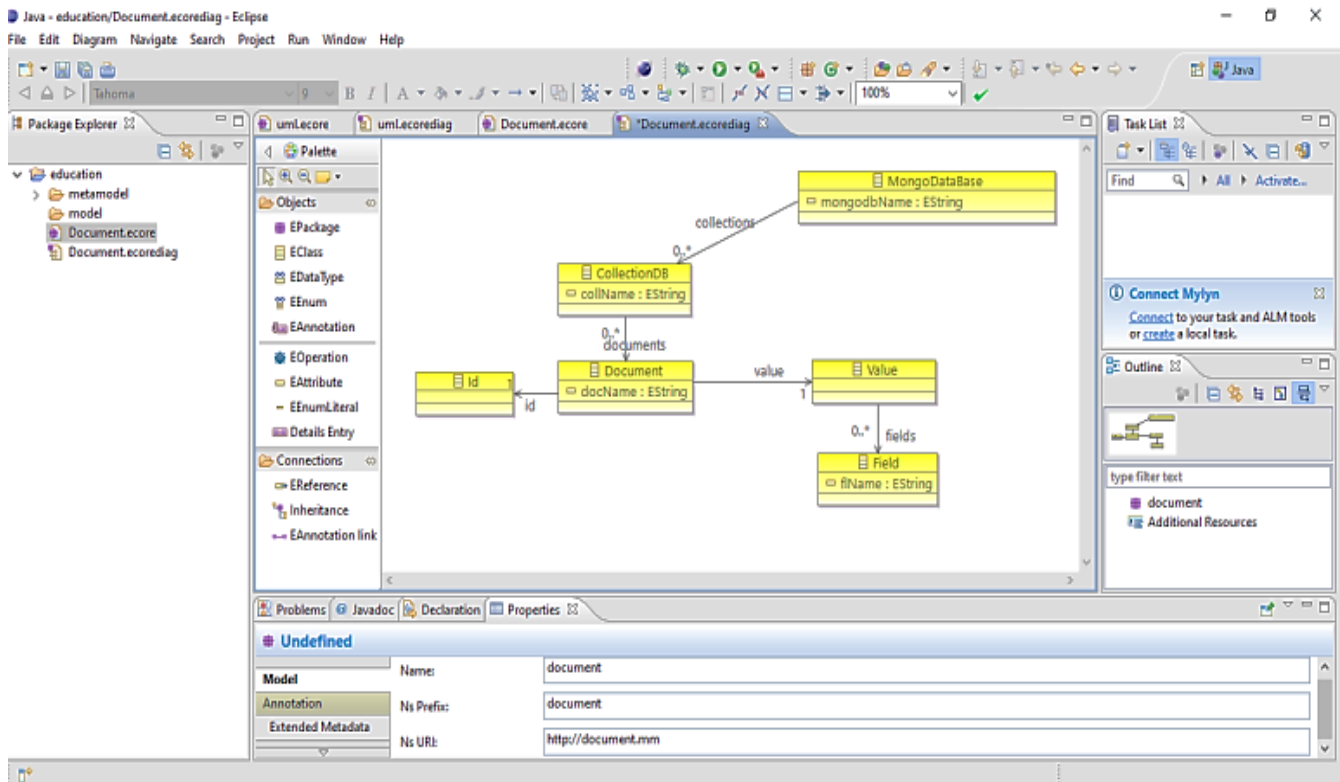 Java - education/Document.ecorediag - Eclipse
File Edit Diagram Navigate Search Project Run Window Help
Java
Tahoma 9 B I A 100%
Package Explorer
education
metamodel
model
Document.ecore
Document.ecorediag
uml.ecore uml.ecorediag Document.ecore *Document.ecorediag
Palette
Objects
EPackage
EClass
EDataType
EEnum
EAnnotation
EOperation
EAttribute
EEnumLiteral
Details Entry
Connections
EReference
Inheritance
EAnnotation link
MongoDataBase
mongodbName : EString
collections
0..*
CollectionDB
collName : EString
0..*
documents
Document
docName : EString
Id 1
id
value
1
Value
0..* fields
Field
flName : EString
Task List
Find All Activate...
Connect Mylyn
Connect to your task and ALM tools
or create a local task.
Outline
type filter text
document
Additional Resources
Problems Javadoc Declaration Properties
Undefined
Model
Annotation
Extended Metadata
Name: document
Ns Prefix: document
Ns URI: http://document.mm